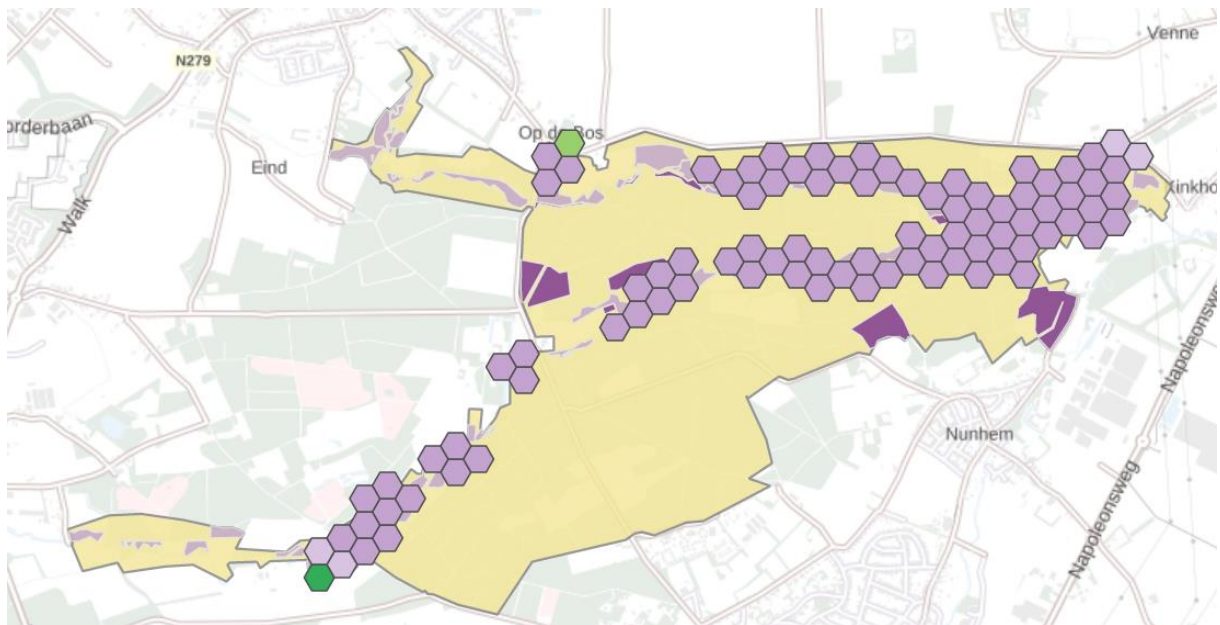 Venne
N279
orderbaan
Op de Bos
Eind
Xinkho
Walk
Napoleonsweg
Nunhem
Napoleonsweg